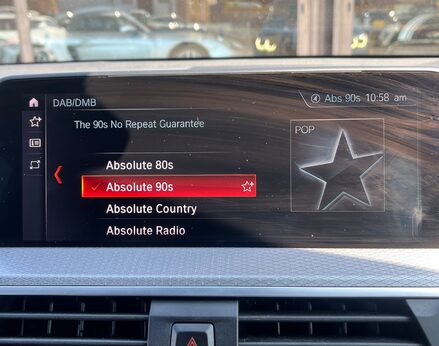 DAB/DMB
Abs 90s 10:58 am
The 90s No Repeat Guarantee
POP
Absolute 80s
Absolute 90s
Absolute Country
Absolute Radio